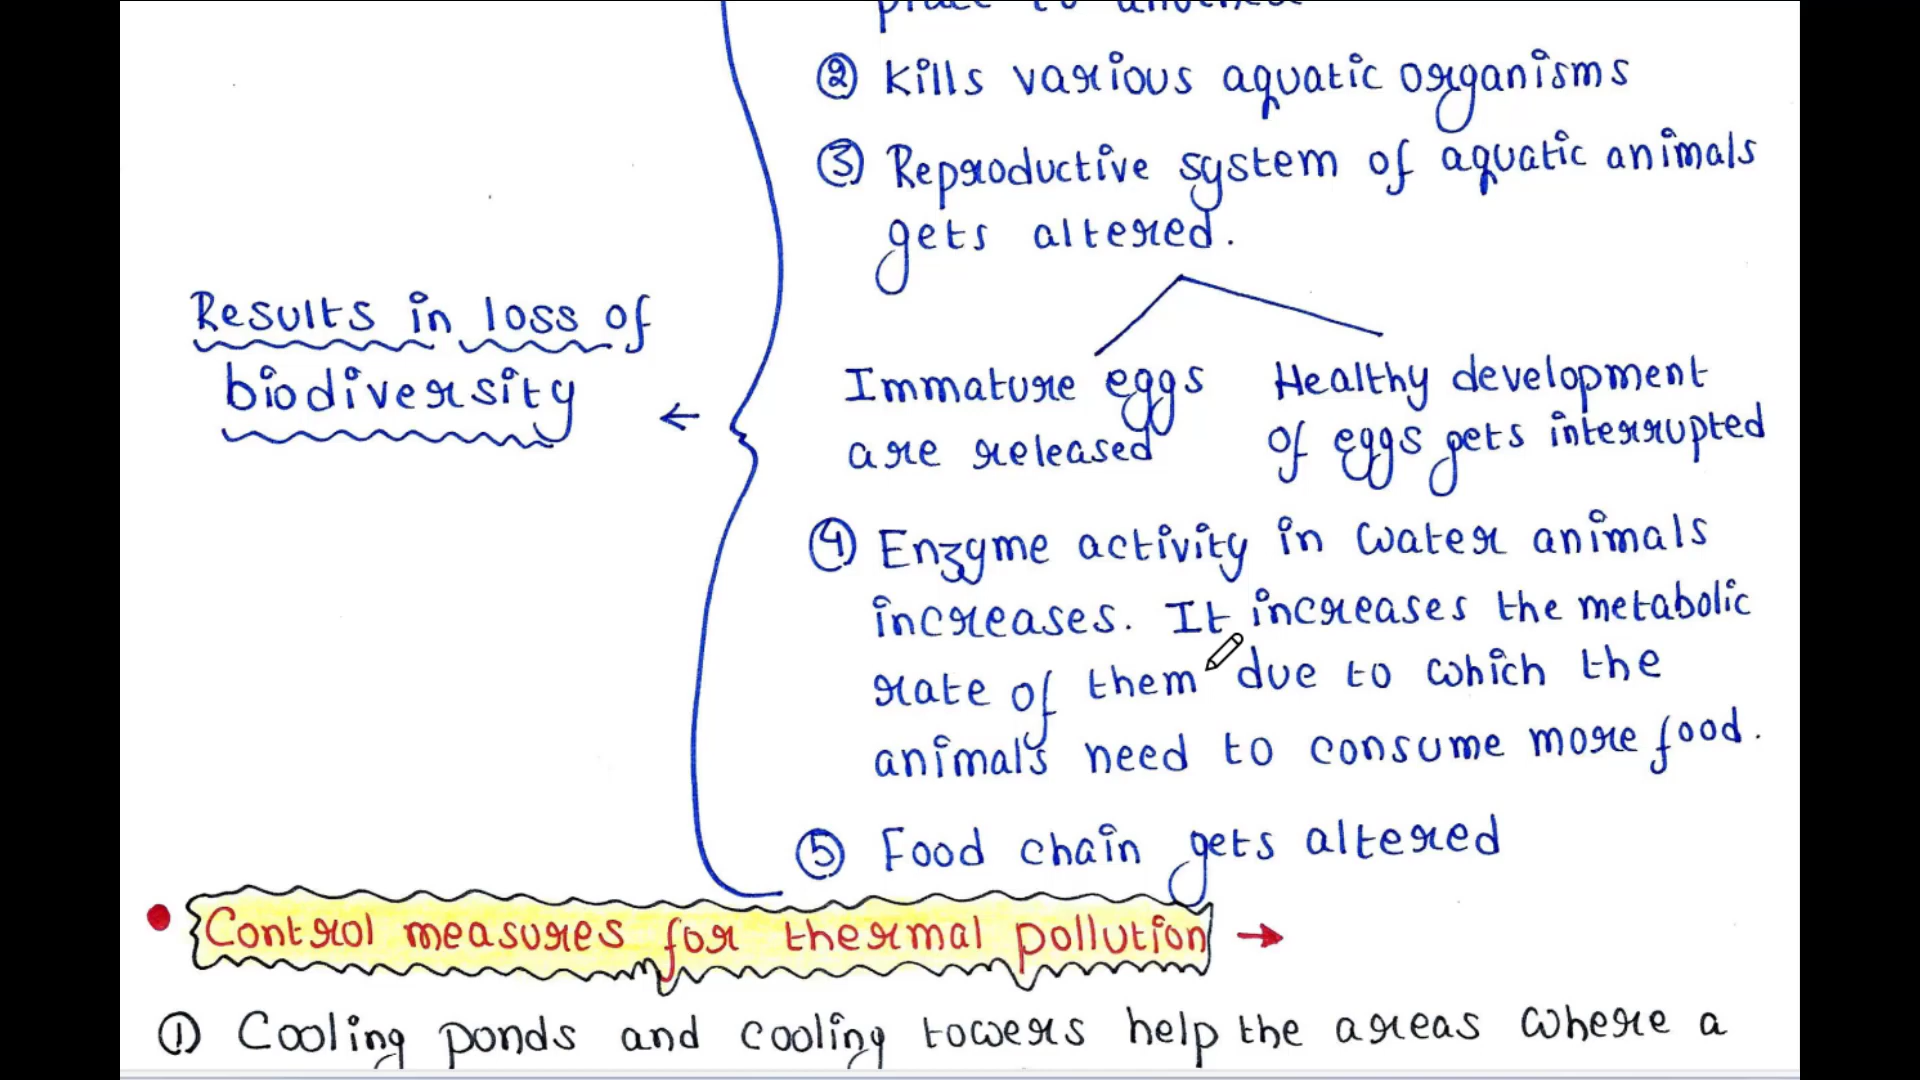 ② Kills various aquatic organisms
③ Reproductive system of aquatic animals
gets altered.
Immature eggs
are released
Healthy development
of eggs gets interrupted
Results in loss of
biodiversity ←
④ Enzyme activity in water animals
increases. It increases the metabolic
rate of them due to which the
animals need to consume more food.
⑤ Food chain gets altered
• Control measures for thermal pollution →
① Cooling ponds and cooling towers help the areas where a